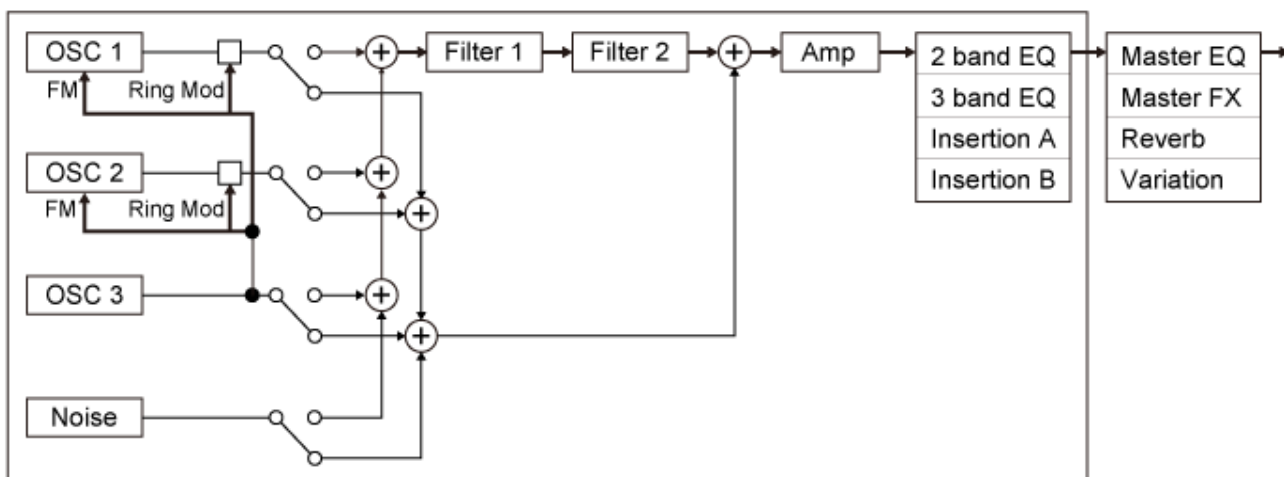 OSC 1
FM
Ring Mod
Filter 1
Filter 2
Amp
2 band EQ
3 band EQ
Insertion A
Insertion B
Master EQ
Master FX
Reverb
Variation
OSC 2
FM
Ring Mod
OSC 3
Noise